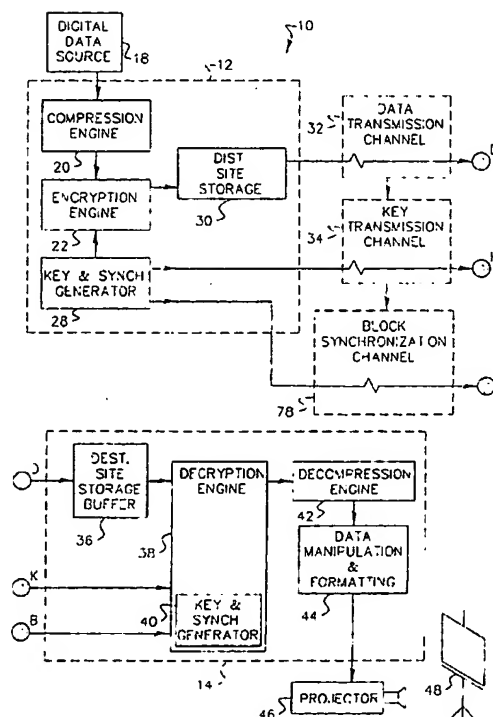 DIGITAL
DATA
SOURCE
18
10
12
COMPRESSION
ENGINE
20
ENCRYPTION
ENGINE
22
KEY & SYNCH
GENERATOR
28
DIST
SITE
STORAGE
30
DATA
TRANSMISSION
CHANNEL
32
KEY
TRANSMISSION
CHANNEL
34
BLOCK
SYNCHRONIZATION
CHANNEL
78
DEST.
SITE
STORAGE
BUFFER
36
DECRYPTION
ENGINE
38
KEY &
SYNCH
GENERATOR
40
DECOMPRESSION
ENGINE
42
DATA
MANIPULATION
&
FORMATTING
44
K
B
14
PROJECTOR
46
48